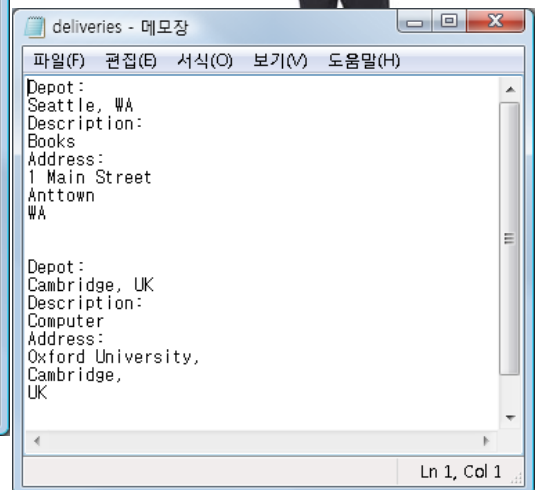 deliveries - 메모장
파일(F) 편집(E) 서식(O) 보기(V) 도움말(H)
Depot:
Seattle, WA
Description:
Books
Address:
1 Main Street
Anttown
WA
Depot:
Cambridge, UK
Description:
Computer
Address:
Oxford University,
Cambridge,
UK
Ln 1, Col 1